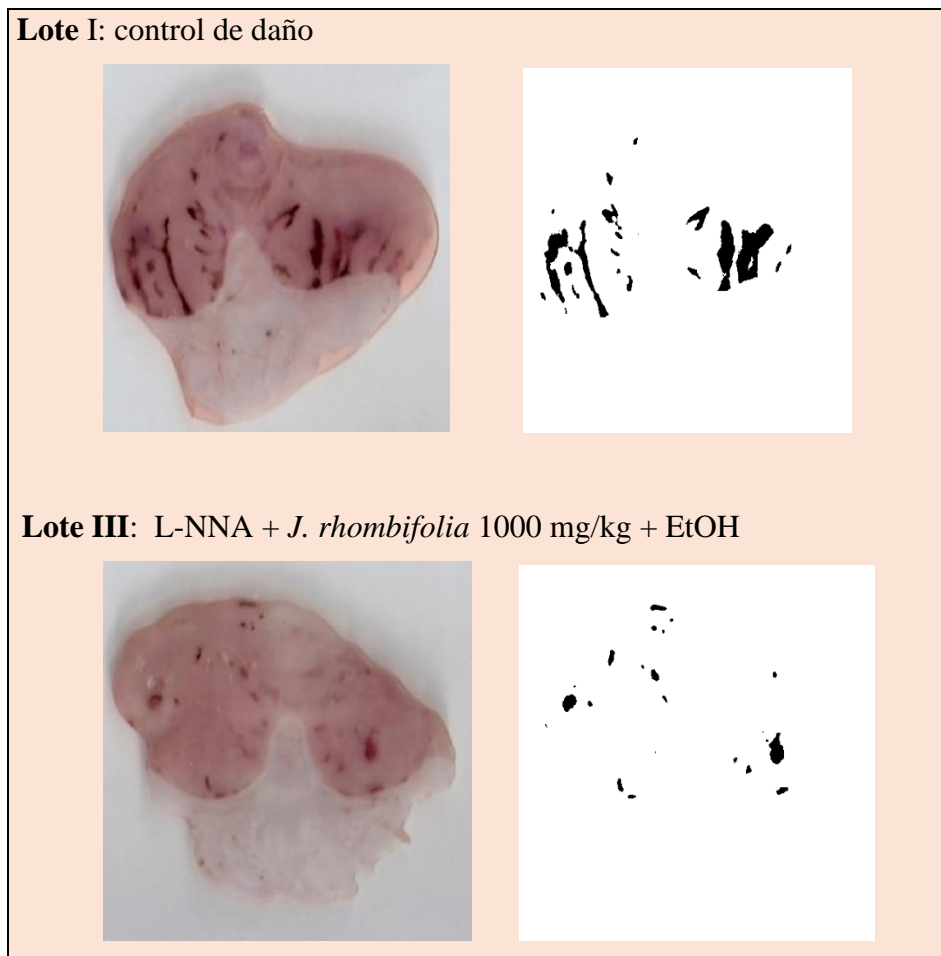 Lote I: control de daño
Lote III: L-NNA + J. rhombifolia 1000 mg/kg + EtOH